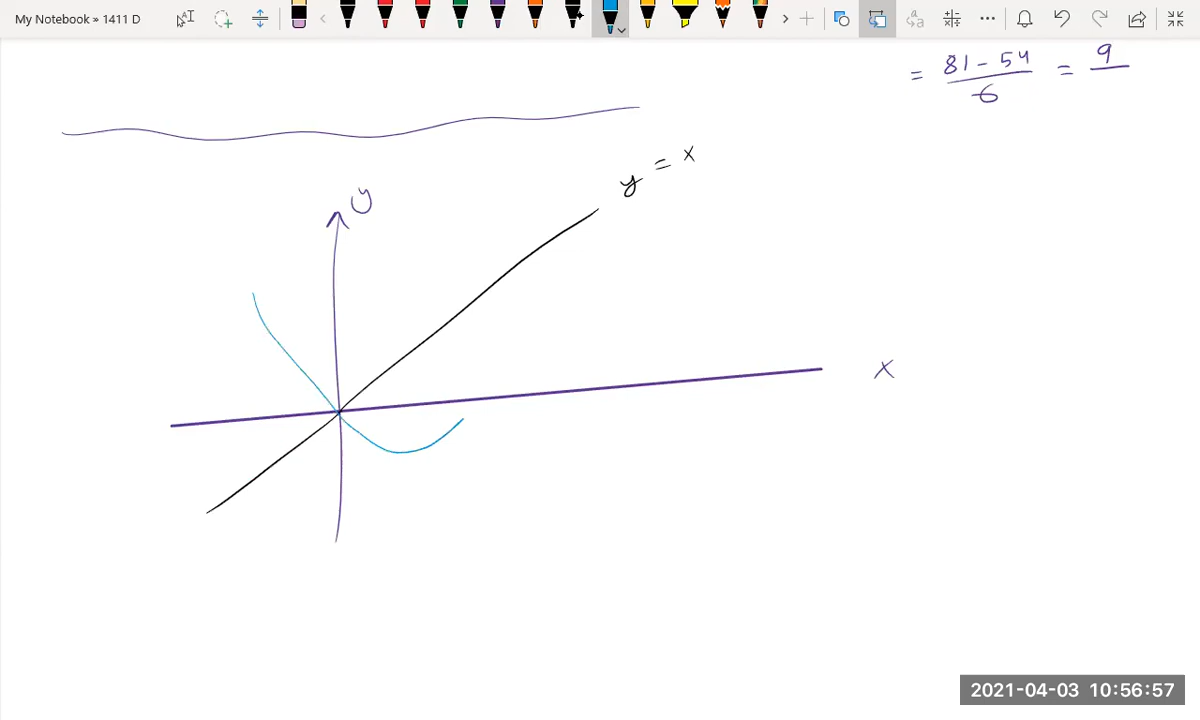 My Notebook » 1411 D
= 81 - 54 / 6 = 9
y = x
y
x
2021-04-03 10:56:57